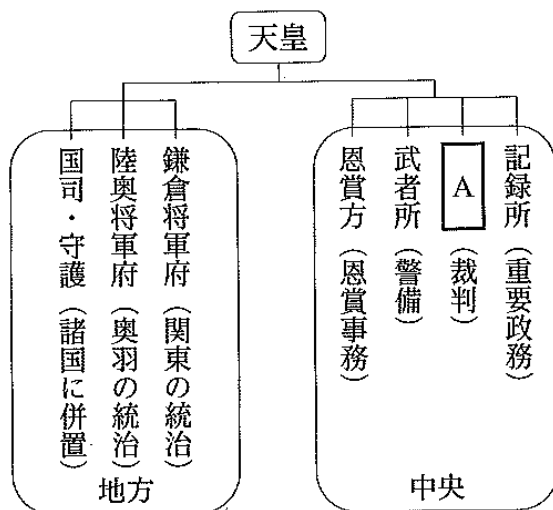 天皇
記録所（重要政務）
A（裁判）
武者所（警備）
恩賞方（恩賞事務）
中央
鎌倉将軍府（関東の統治）
陸奥将軍府（奥羽の統治）
国司・守護（諸国に併置）
地方